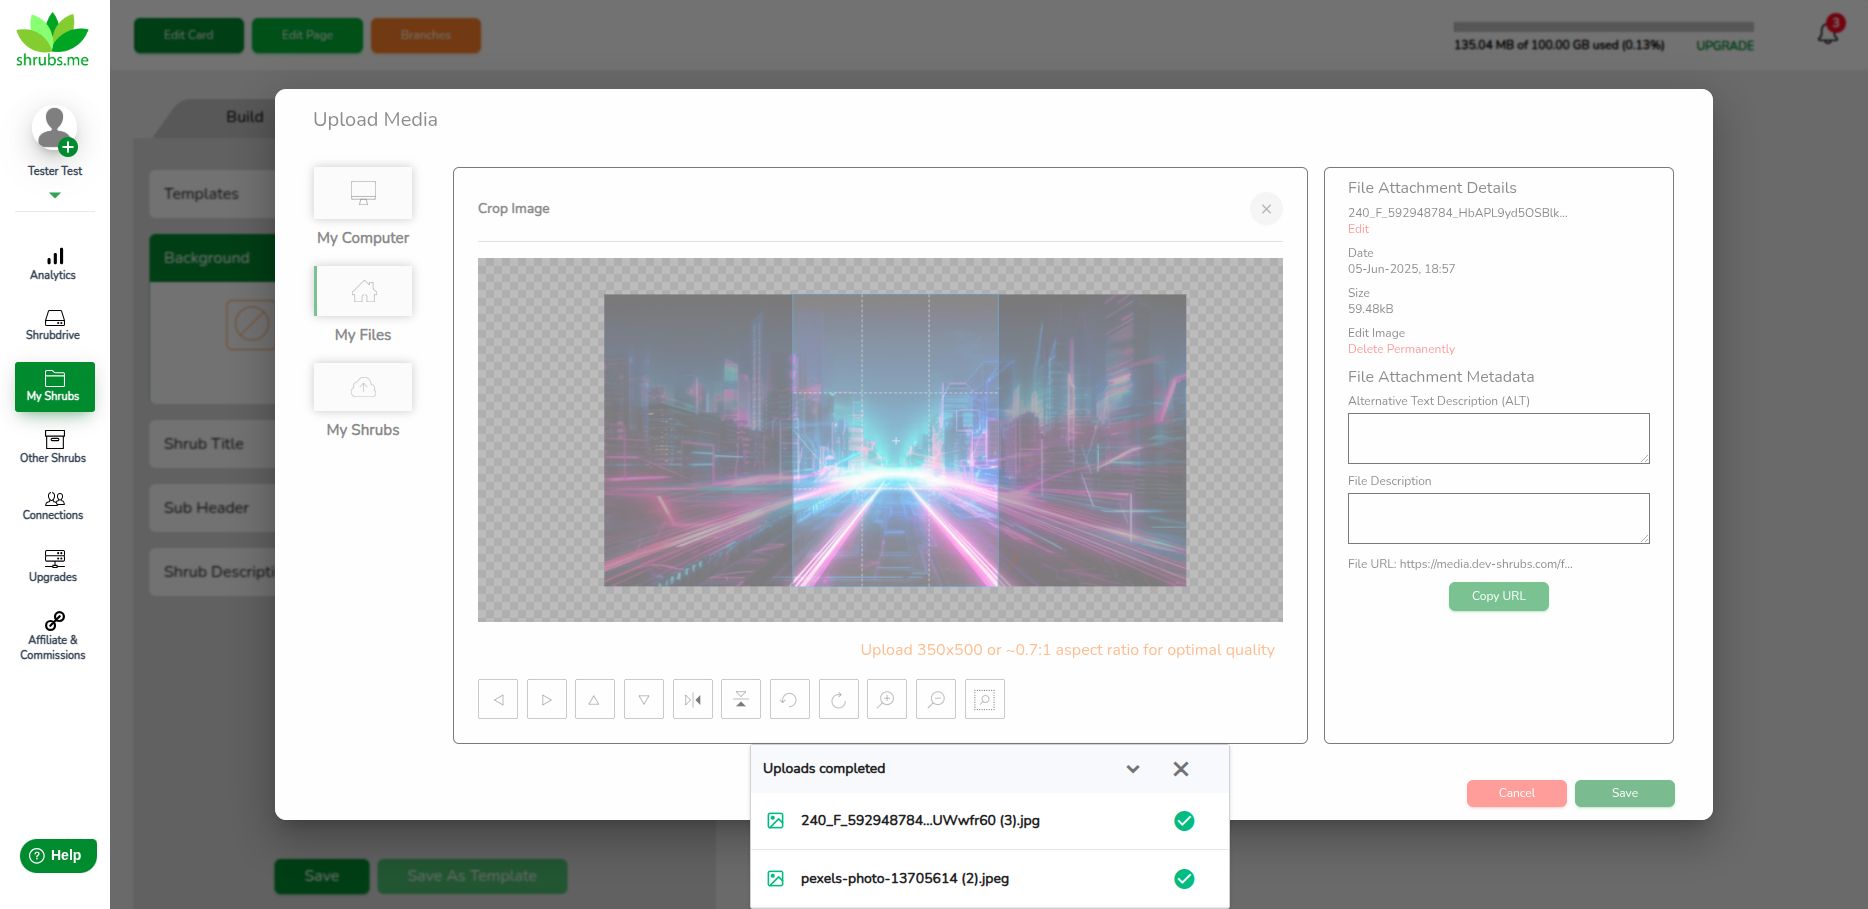 shrubs.me
Tester Test
Analytics
Shrubdrive
My Shrubs
Other Shrubs
Connections
Upgrades
Affiliate &
Commissions
Help
Edit Card
Edit Page
Branches
135.04 MB of 100.00 GB used (0.13%)
UPGRADE
3
Build
Templates
Background
Shrub Title
Sub Header
Shrub Descripti
Save
Save As Template
Upload Media
My Computer
My Files
My Shrubs
Crop Image
Upload 350x500 or ~0.7:1 aspect ratio for optimal quality
File Attachment Details
240_F_592948784_HbAPL9yd5OSBlk...
Edit
Date
05-Jun-2025, 18:57
Size
59.48kB
Edit Image
Delete Permanently
File Attachment Metadata
Alternative Text Description (ALT)
File Description
File URL: https://media.dev-shrubs.com/f...
Copy URL
Cancel
Save
Uploads completed
240_F_592948784...UWwfr60 (3).jpg
pexels-photo-13705614 (2).jpeg